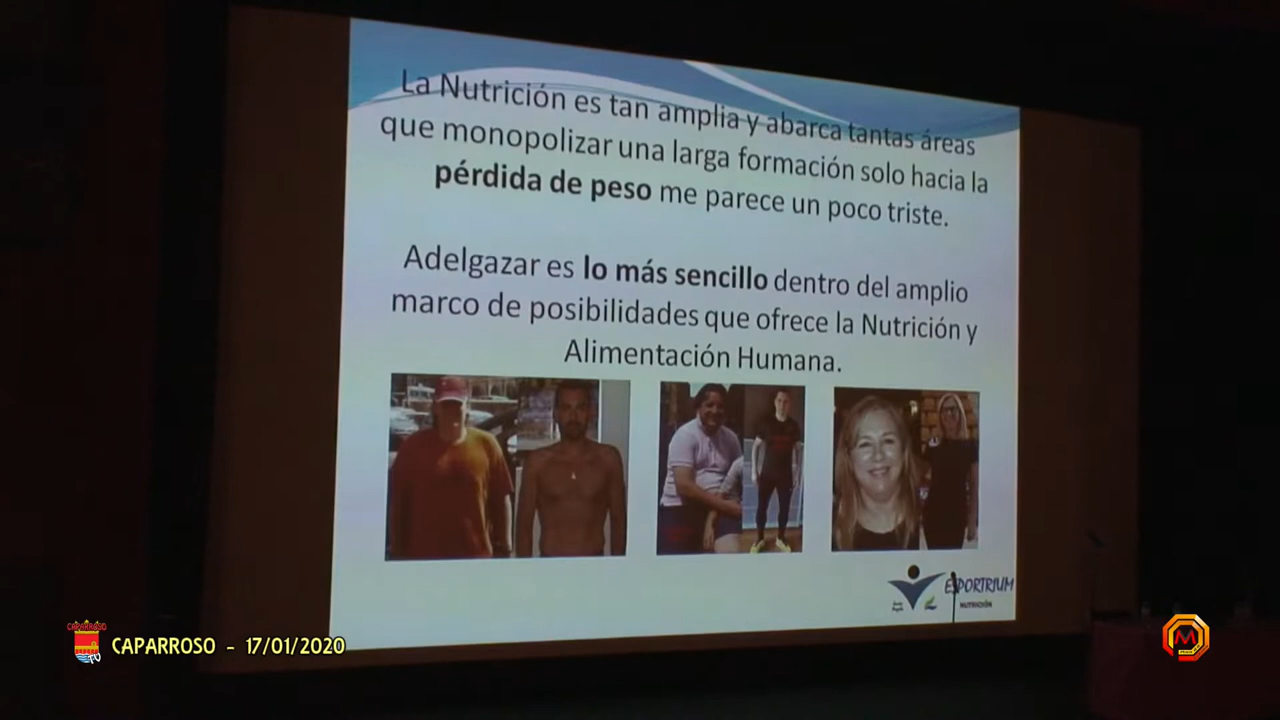 La Nutrición es tan amplia y abarca tantas áreas
que monopolizar una larga formación solo hacia la
pérdida de peso me parece un poco triste.
Adelgazar es lo más sencillo dentro del amplio
marco de posibilidades que ofrece la Nutrición y
Alimentación Humana.
ESPORTRIUM
NUTRICIÓN
CAPARROSO
TV
CAPARROSO - 17/01/2020
M